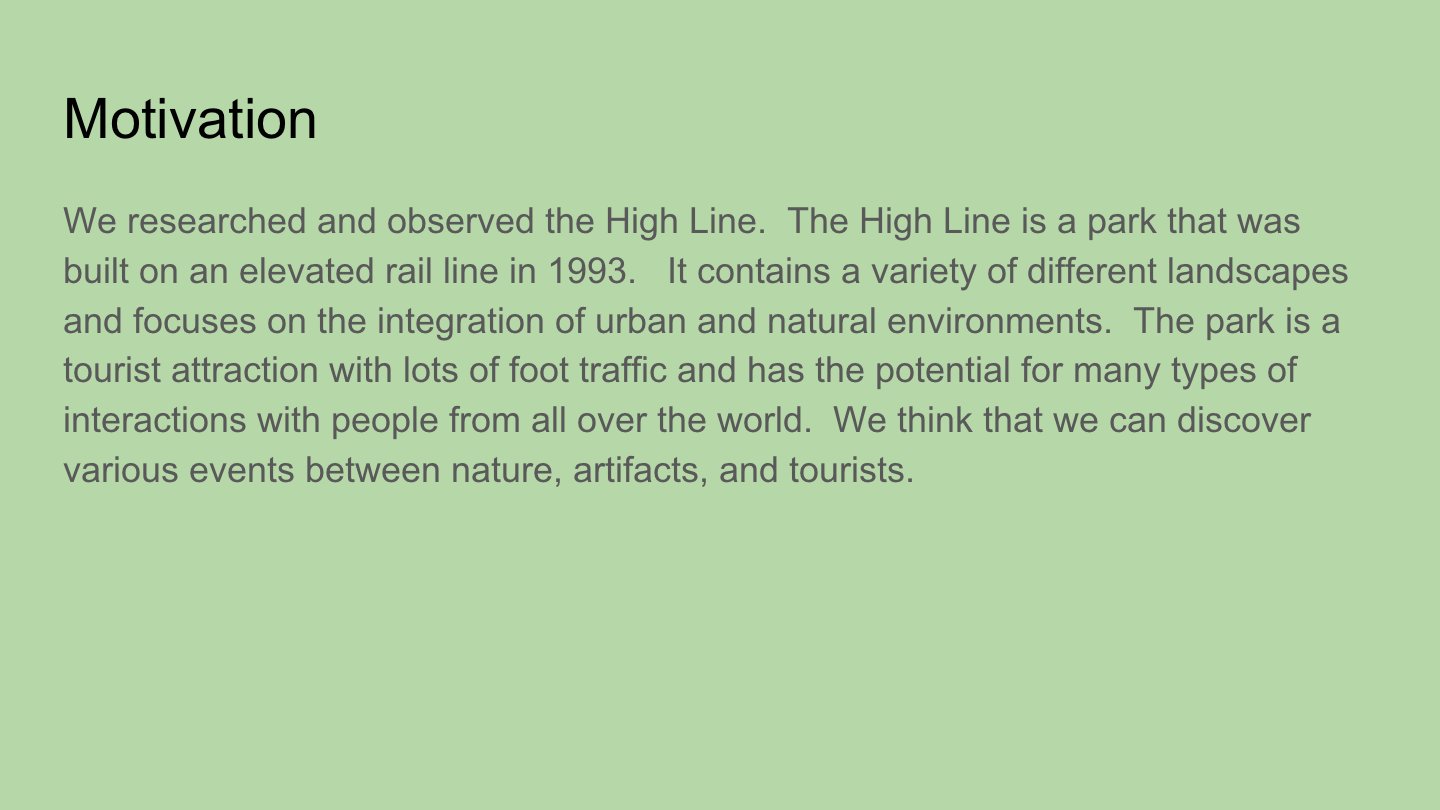 Motivation
We researched and observed the High Line.  The High Line is a park that was
built on an elevated rail line in 1993.   It contains a variety of different landscapes
and focuses on the integration of urban and natural environments.  The park is a
tourist attraction with lots of foot traffic and has the potential for many types of
interactions with people from all over the world.  We think that we can discover
various events between nature, artifacts, and tourists.